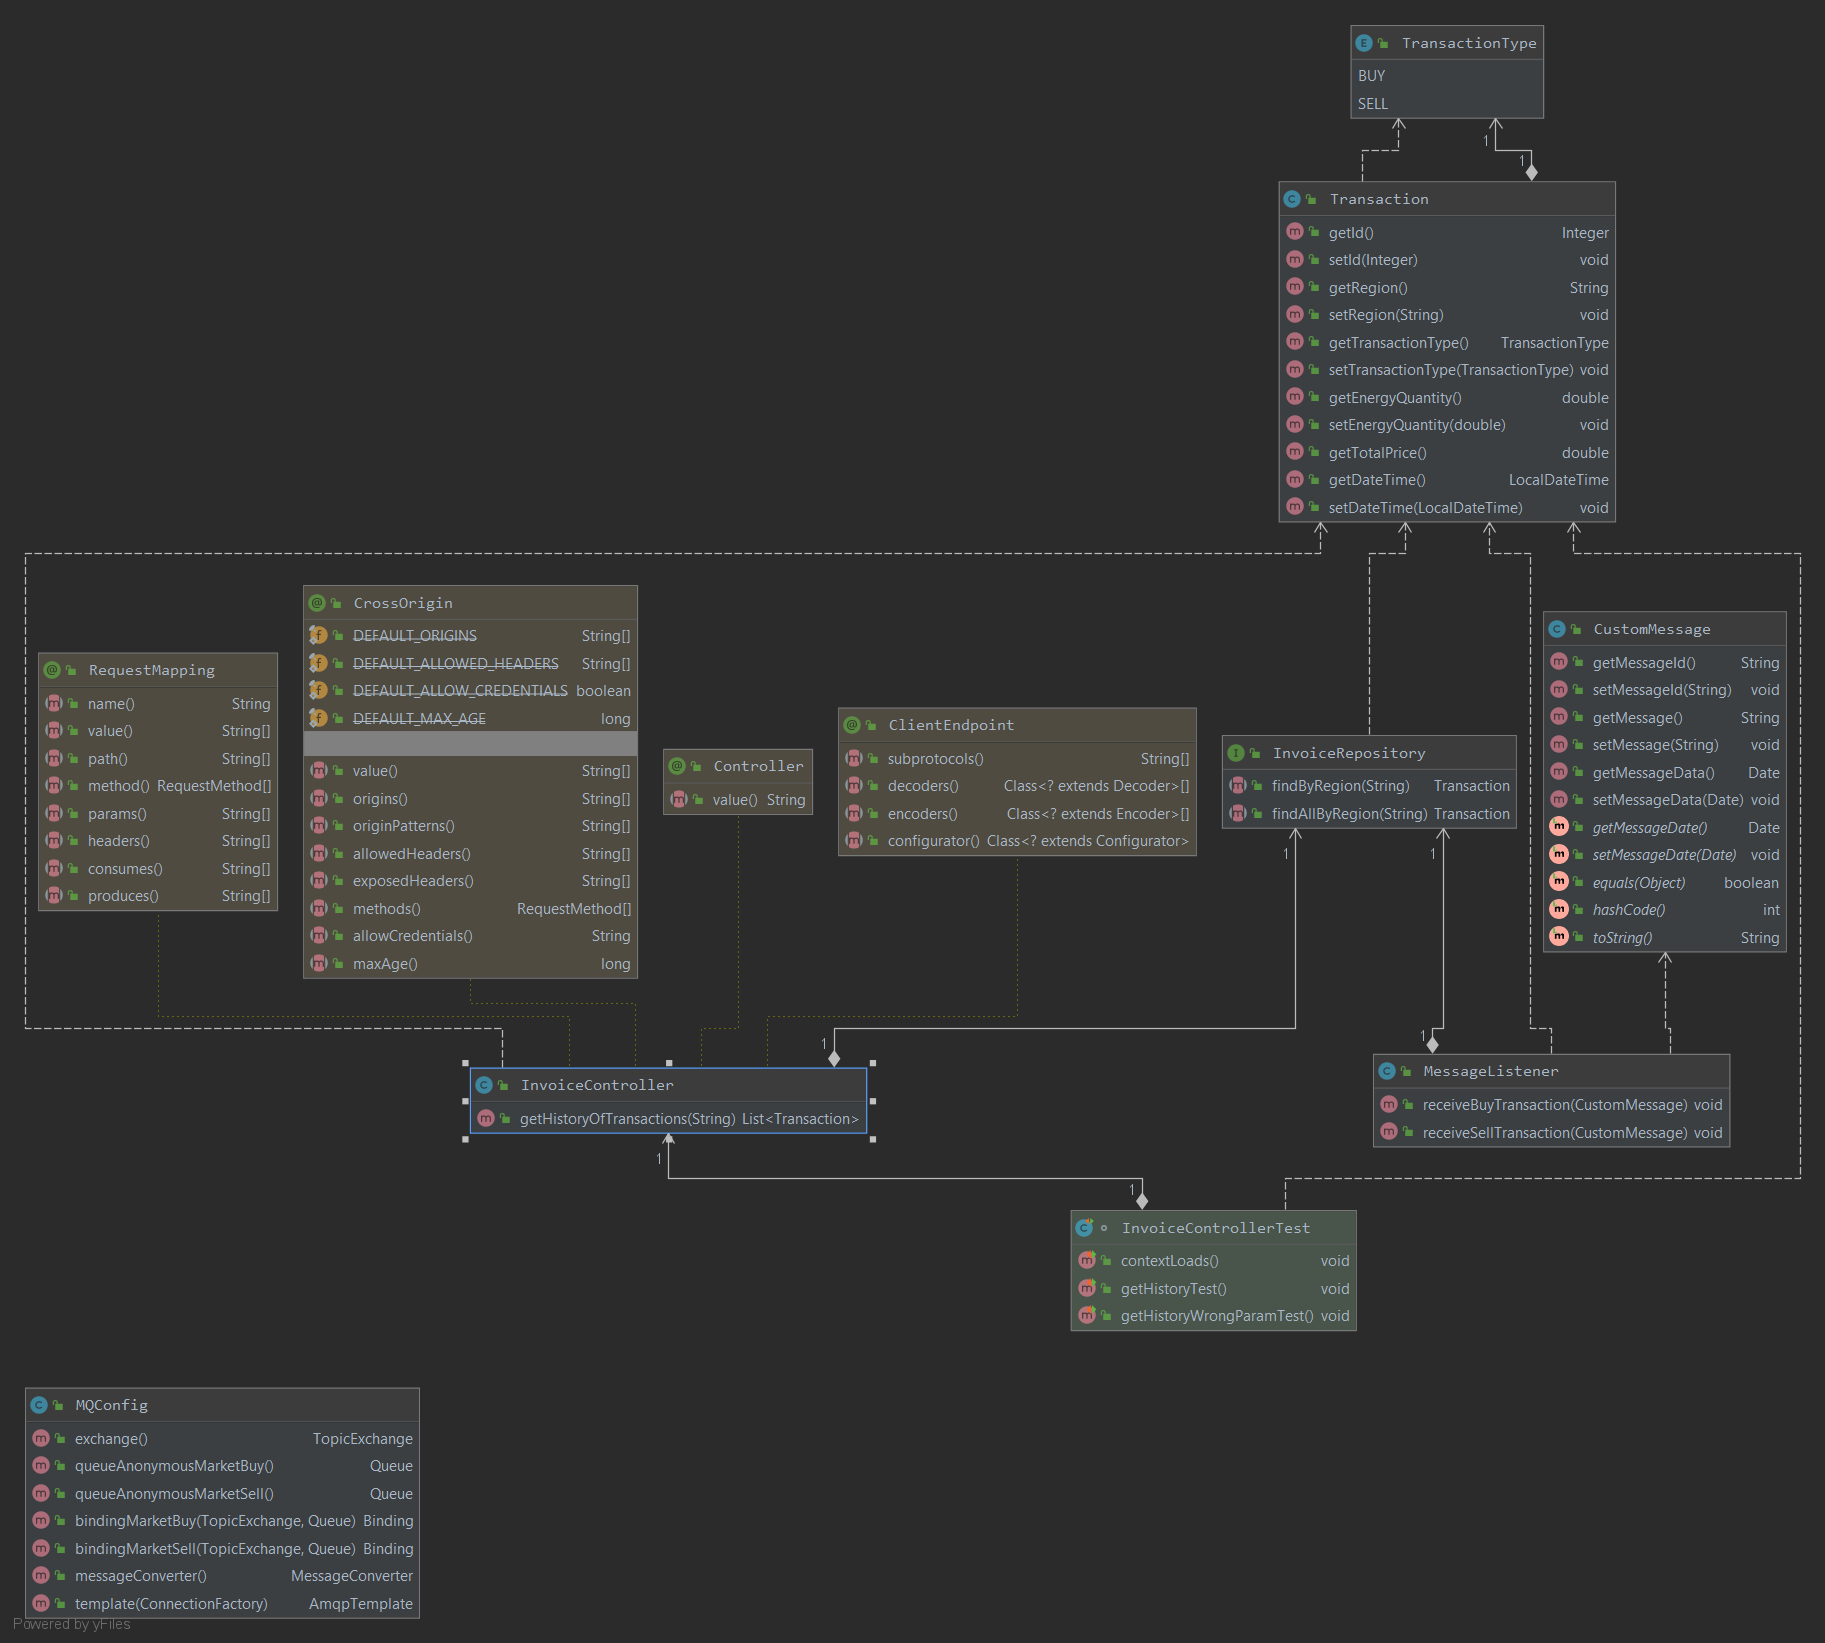 TransactionType
BUY
SELL
1
1
Transaction
getId() Integer
setId(Integer) void
getRegion() String
setRegion(String) void
getTransactionType() TransactionType
setTransactionType(TransactionType) void
getEnergyQuantity() double
setEnergyQuantity(double) void
getTotalPrice() double
getDateTime() LocalDateTime
setDateTime(LocalDateTime) void
RequestMapping
name() String
value() String[]
path() String[]
method() RequestMethod[]
params() String[]
headers() String[]
consumes() String[]
produces() String[]
CrossOrigin
DEFAULT_ORIGINS String[]
DEFAULT_ALLOWED_HEADERS String[]
DEFAULT_ALLOW_CREDENTIALS boolean
DEFAULT_MAX_AGE long
value() String[]
origins() String[]
originPatterns() String[]
allowedHeaders() String[]
exposedHeaders() String[]
methods() RequestMethod[]
allowCredentials() String
maxAge() long
Controller
value() String
ClientEndpoint
subprotocols() String[]
decoders() Class<? extends Decoder>[]
encoders() Class<? extends Encoder>[]
configurator() Class<? extends Configurator>
InvoiceRepository
findByRegion(String) Transaction
findAllByRegion(String) Transaction
1
1
CustomMessage
getMessageId() String
setMessageId(String) void
getMessage() String
setMessage(String) void
getMessageData() Date
setMessageData(Date) void
getMessageDate() Date
setMessageDate(Date) void
equals(Object) boolean
hashCode() int
toString() String
1
1
InvoiceController
getHistoryOfTransactions(String) List<Transaction>
MessageListener
receiveBuyTransaction(CustomMessage) void
receiveSellTransaction(CustomMessage) void
1
1
InvoiceControllerTest
contextLoads() void
getHistoryTest() void
getHistoryWrongParamTest() void
MQConfig
exchange() TopicExchange
queueAnonymousMarketBuy() Queue
queueAnonymousMarketSell() Queue
bindingMarketBuy(TopicExchange, Queue) Binding
bindingMarketSell(TopicExchange, Queue) Binding
messageConverter() MessageConverter
template(ConnectionFactory) AmqpTemplate
Powered by yFiles